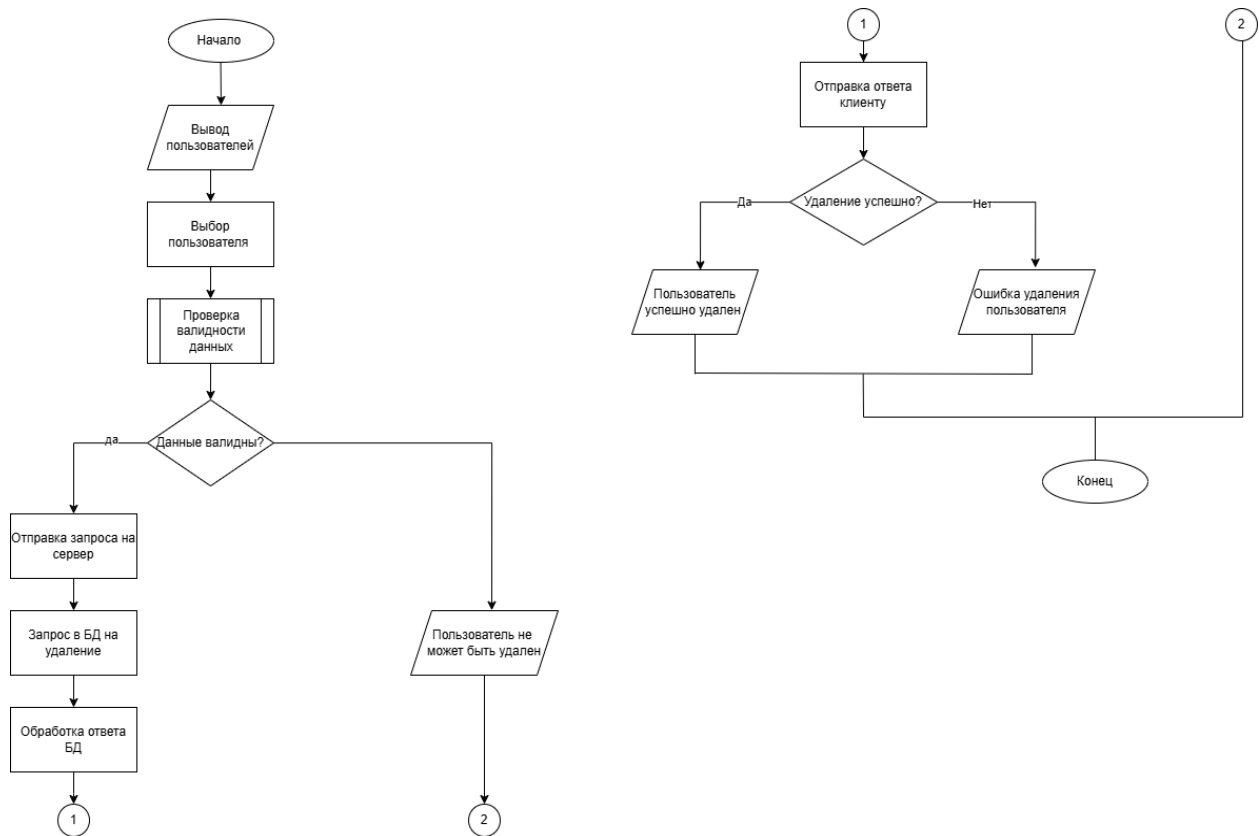 Начало
Вывод
пользователей
Выбор
пользователя
Проверка
валидности
данных
Данные валидны?
да
Отправка запроса на
сервер
Запрос в БД на
удаление
Обработка ответа
БД
1
Пользователь не
может быть удален
2
1
Отправка ответа
клиенту
Удаление успешно?
Да
Нет
Пользователь
успешно удален
Ошибка удаления
пользователя
2
Конец